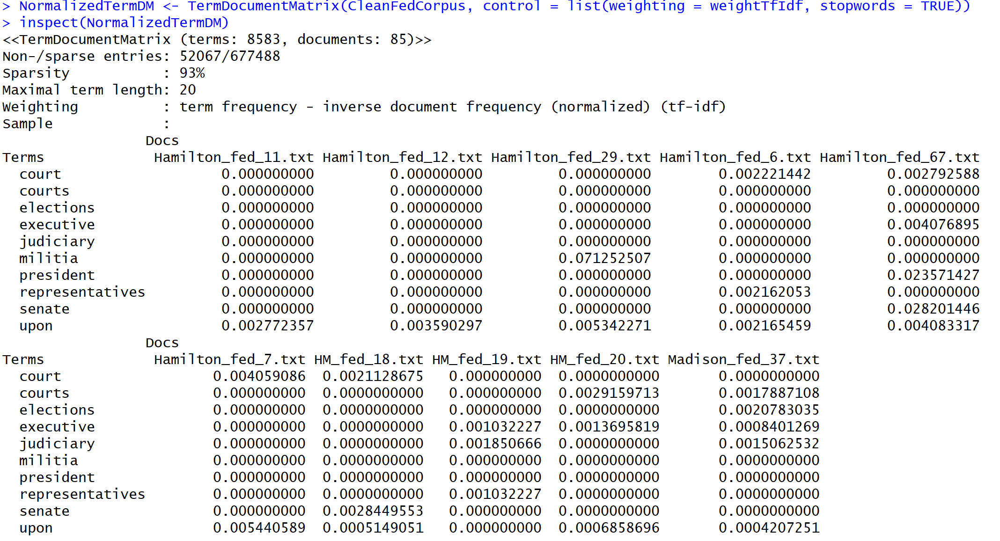 > NormalizedTermDM <- TermDocumentMatrix(CleanFedCorpus, control = list(weighting = weightTfIdf, stopwords = TRUE))
> inspect(NormalizedTermDM)
<<TermDocumentMatrix (terms: 8583, documents: 85)>>
Non-/sparse entries: 52067/677488
Sparsity           : 93%
Maximal term length: 20
Weighting          : term frequency - inverse document frequency (normalized) (tf-idf)
Sample             :
                 Docs
Terms             Hamilton_fed_11.txt Hamilton_fed_12.txt Hamilton_fed_29.txt Hamilton_fed_6.txt Hamilton_fed_67.txt
  court                   0.000000000         0.000000000         0.000000000        0.002221442         0.002792588
  courts                  0.000000000         0.000000000         0.000000000        0.000000000         0.000000000
  elections               0.000000000         0.000000000         0.000000000        0.000000000         0.000000000
  executive               0.000000000         0.000000000         0.000000000        0.000000000         0.004076895
  judiciary               0.000000000         0.000000000         0.000000000        0.000000000         0.000000000
  militia                 0.000000000         0.000000000         0.071252507        0.000000000         0.000000000
  president               0.000000000         0.000000000         0.000000000        0.000000000         0.023571427
  representatives         0.000000000         0.000000000         0.000000000        0.002162053         0.000000000
  senate                  0.000000000         0.000000000         0.000000000        0.000000000         0.028201446
  upon                    0.002772357         0.003590297         0.005342271        0.002165459         0.004083317
                 Docs
Terms             Hamilton_fed_7.txt HM_fed_18.txt HM_fed_19.txt HM_fed_20.txt Madison_fed_37.txt
  court                  0.004059086  0.0021128675   0.000000000  0.0000000000       0.0000000000
  courts                 0.000000000  0.0000000000   0.000000000  0.0029159713       0.0017887108
  elections              0.000000000  0.0000000000   0.000000000  0.0000000000       0.0020783035
  executive              0.000000000  0.0000000000   0.001032227  0.0013695819       0.0008401269
  judiciary              0.000000000  0.0000000000   0.001850666  0.0000000000       0.0015062532
  militia                0.000000000  0.0000000000   0.000000000  0.0000000000       0.0000000000
  president              0.000000000  0.0000000000   0.000000000  0.0000000000       0.0000000000
  representatives        0.000000000  0.0000000000   0.001032227  0.0000000000       0.0000000000
  senate                 0.000000000  0.0028449553   0.000000000  0.0000000000       0.0000000000
  upon                   0.005440589  0.0005149051   0.000000000  0.0006858696       0.0004207251